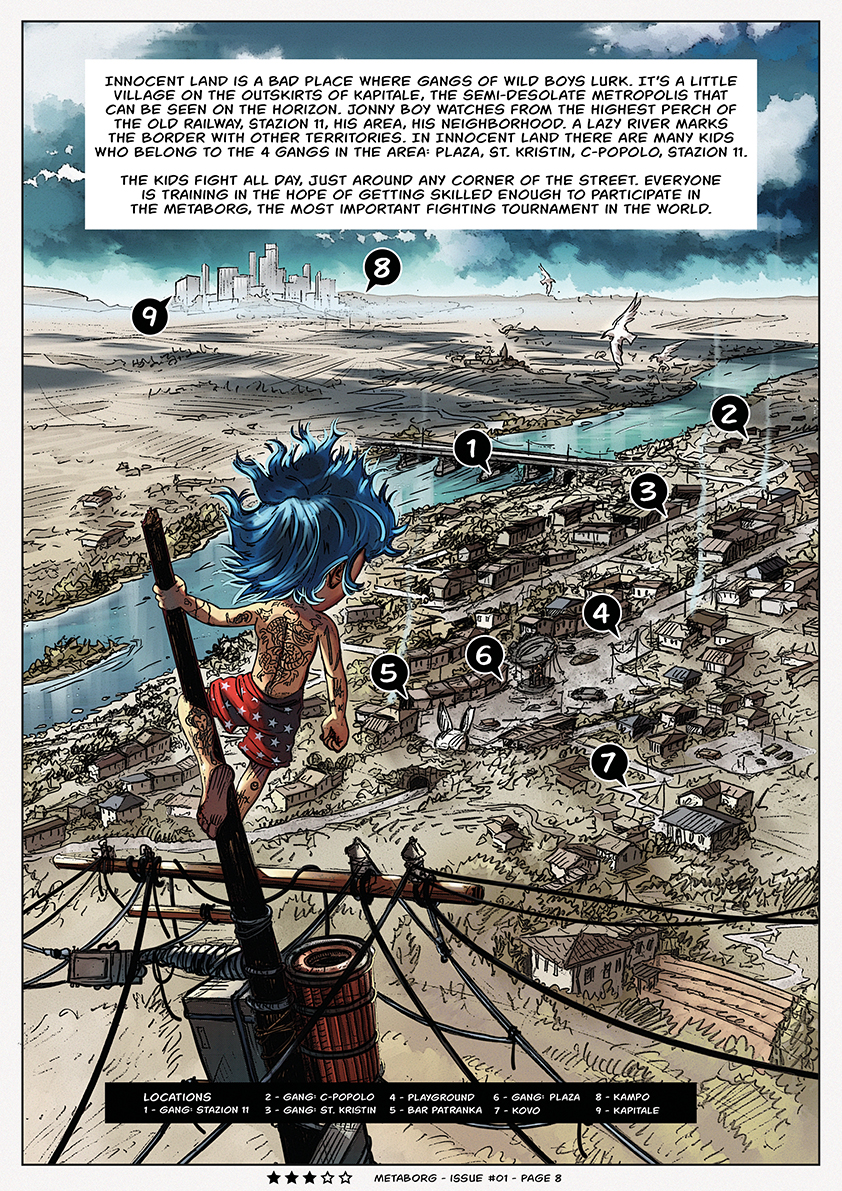 INNOCENT LAND IS A BAD PLACE WHERE GANGS OF WILD BOYS LURK. IT'S A LITTLE
VILLAGE ON THE OUTSKIRTS OF KAPITALE, THE SEMI-DESOLATE METROPOLIS THAT
CAN BE SEEN ON THE HORIZON. JONNY BOY WATCHES FROM THE HIGHEST PERCH OF
THE OLD RAILWAY, STAZION 11, HIS AREA, HIS NEIGHBORHOOD. A LAZY RIVER MARKS
THE BORDER WITH OTHER TERRITORIES. IN INNOCENT LAND THERE ARE MANY KIDS
WHO BELONG TO THE 4 GANGS IN THE AREA: PLAZA, ST. KRISTIN, C-POPOLO, STAZION 11.
THE KIDS FIGHT ALL DAY, JUST AROUND ANY CORNER OF THE STREET. EVERYONE
IS TRAINING IN THE HOPE OF GETTING SKILLED ENOUGH TO PARTICIPATE IN
THE METABORG, THE MOST IMPORTANT FIGHTING TOURNAMENT IN THE WORLD.
8
9
2
1
3
4
6
5
7
LOCATIONS 2 - GANG: C-POPOLO 4 - PLAYGROUND 6 - GANG: PLAZA 8 - KAMPO
1 - GANG: STAZION 11 3 - GANG: ST. KRISTIN 5 - BAR PATRANKA 7 - KOVO 9 - KAPITALE
METABORG - ISSUE #01 - PAGE 8